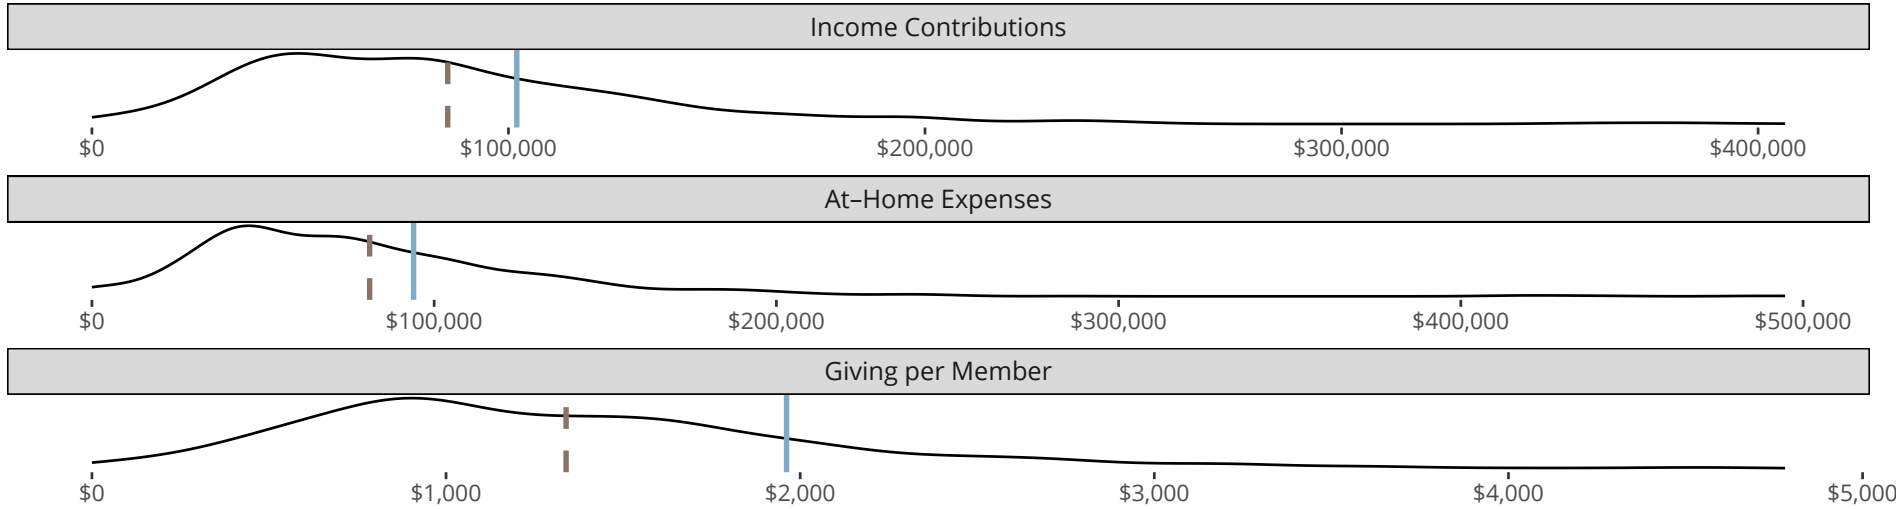 Income Contributions
$0 $100,000 $200,000 $300,000 $400,000
At–Home Expenses
$0 $100,000 $200,000 $300,000 $400,000 $500,000
Giving per Member
$0 $1,000 $2,000 $3,000 $4,000 $5,000